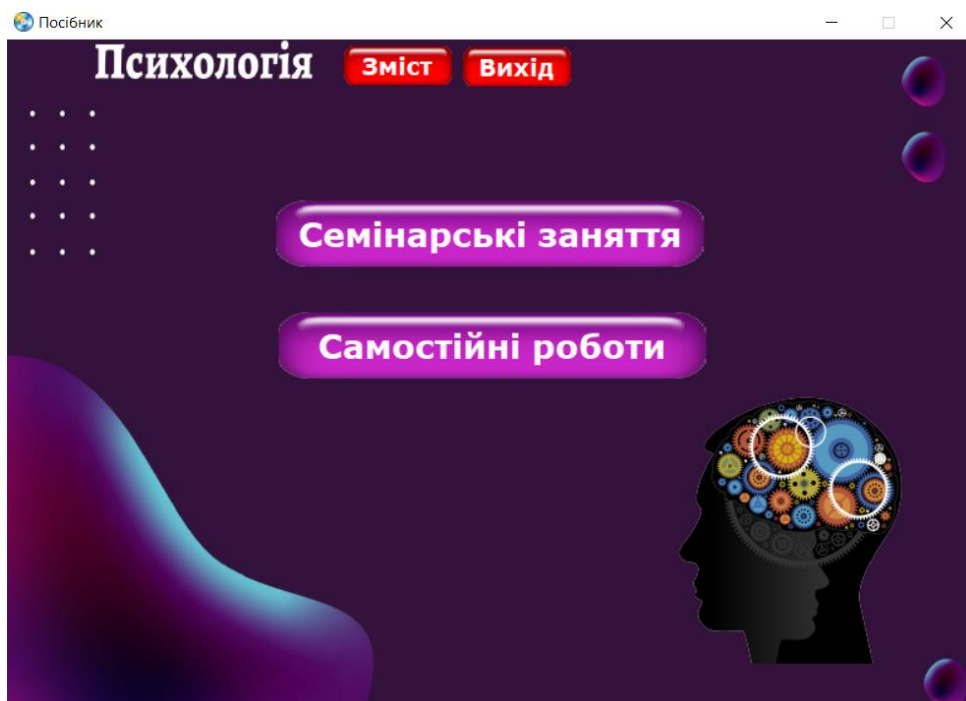 Посібник
Психологія Зміст Вихід
Семінарські заняття
Самостійні роботи